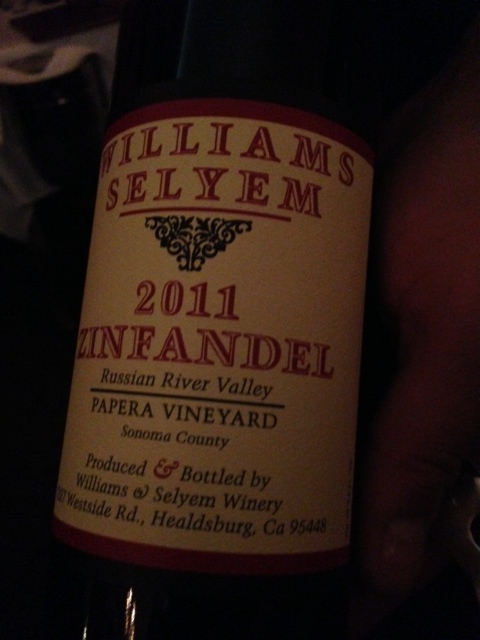 WILLIAMS
SELYEM
2011
ZINFANDEL
Russian River Valley
PAPERA VINEYARD
Sonoma County
Produced & Bottled by
Williams & Selyem Winery
Westside Rd., Healdsburg, Ca 95448